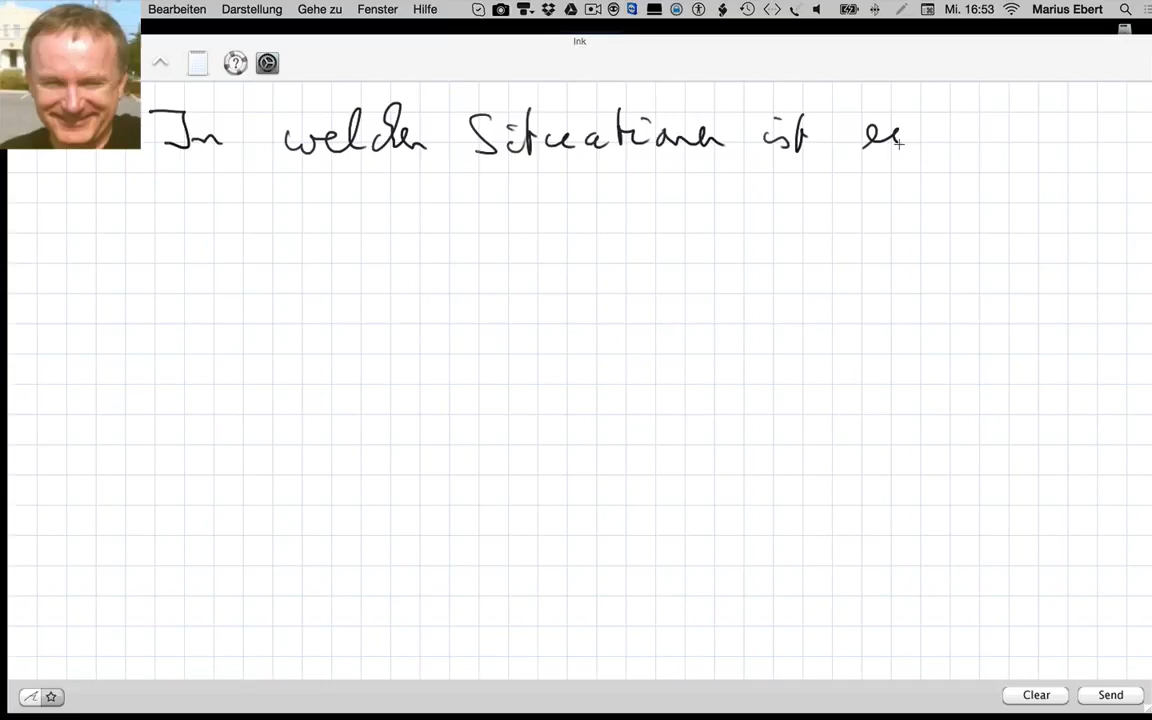 Bearbeiten Darstellung Gehe zu Fenster Hilfe Mi. 16:53 Marius Ebert
Ink
In welchen Situationen ist es
Clear Send